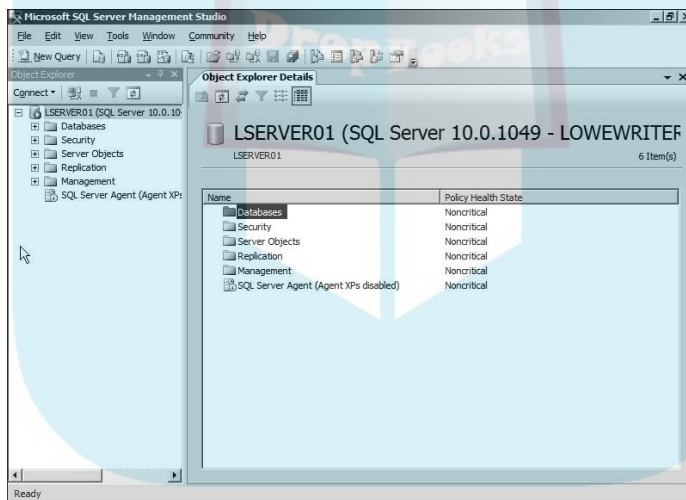 Microsoft SQL Server Management Studio
File Edit View Tools Window Community Help
New Query
Object Explorer
Connect
LSERVER01 (SQL Server 10.0.10
Databases
Security
Server Objects
Replication
Management
SQL Server Agent (Agent XPs
Object Explorer Details
LSERVER01 (SQL Server 10.0.1049 - LOWEWRITER
LSERVER01
6 Item(s)
Name Policy Health State
Databases Noncritical
Security Noncritical
Server Objects Noncritical
Replication Noncritical
Management Noncritical
SQL Server Agent (Agent XPs disabled) Noncritical
Ready